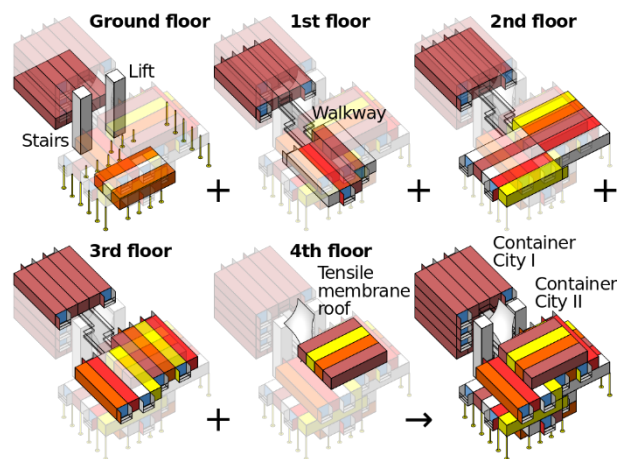 Ground floor
1st floor
2nd floor
Lift
Stairs
Walkway
+
+
+
3rd floor
4th floor
Tensile
membrane
roof
Container
City I
Container
City II
+
→